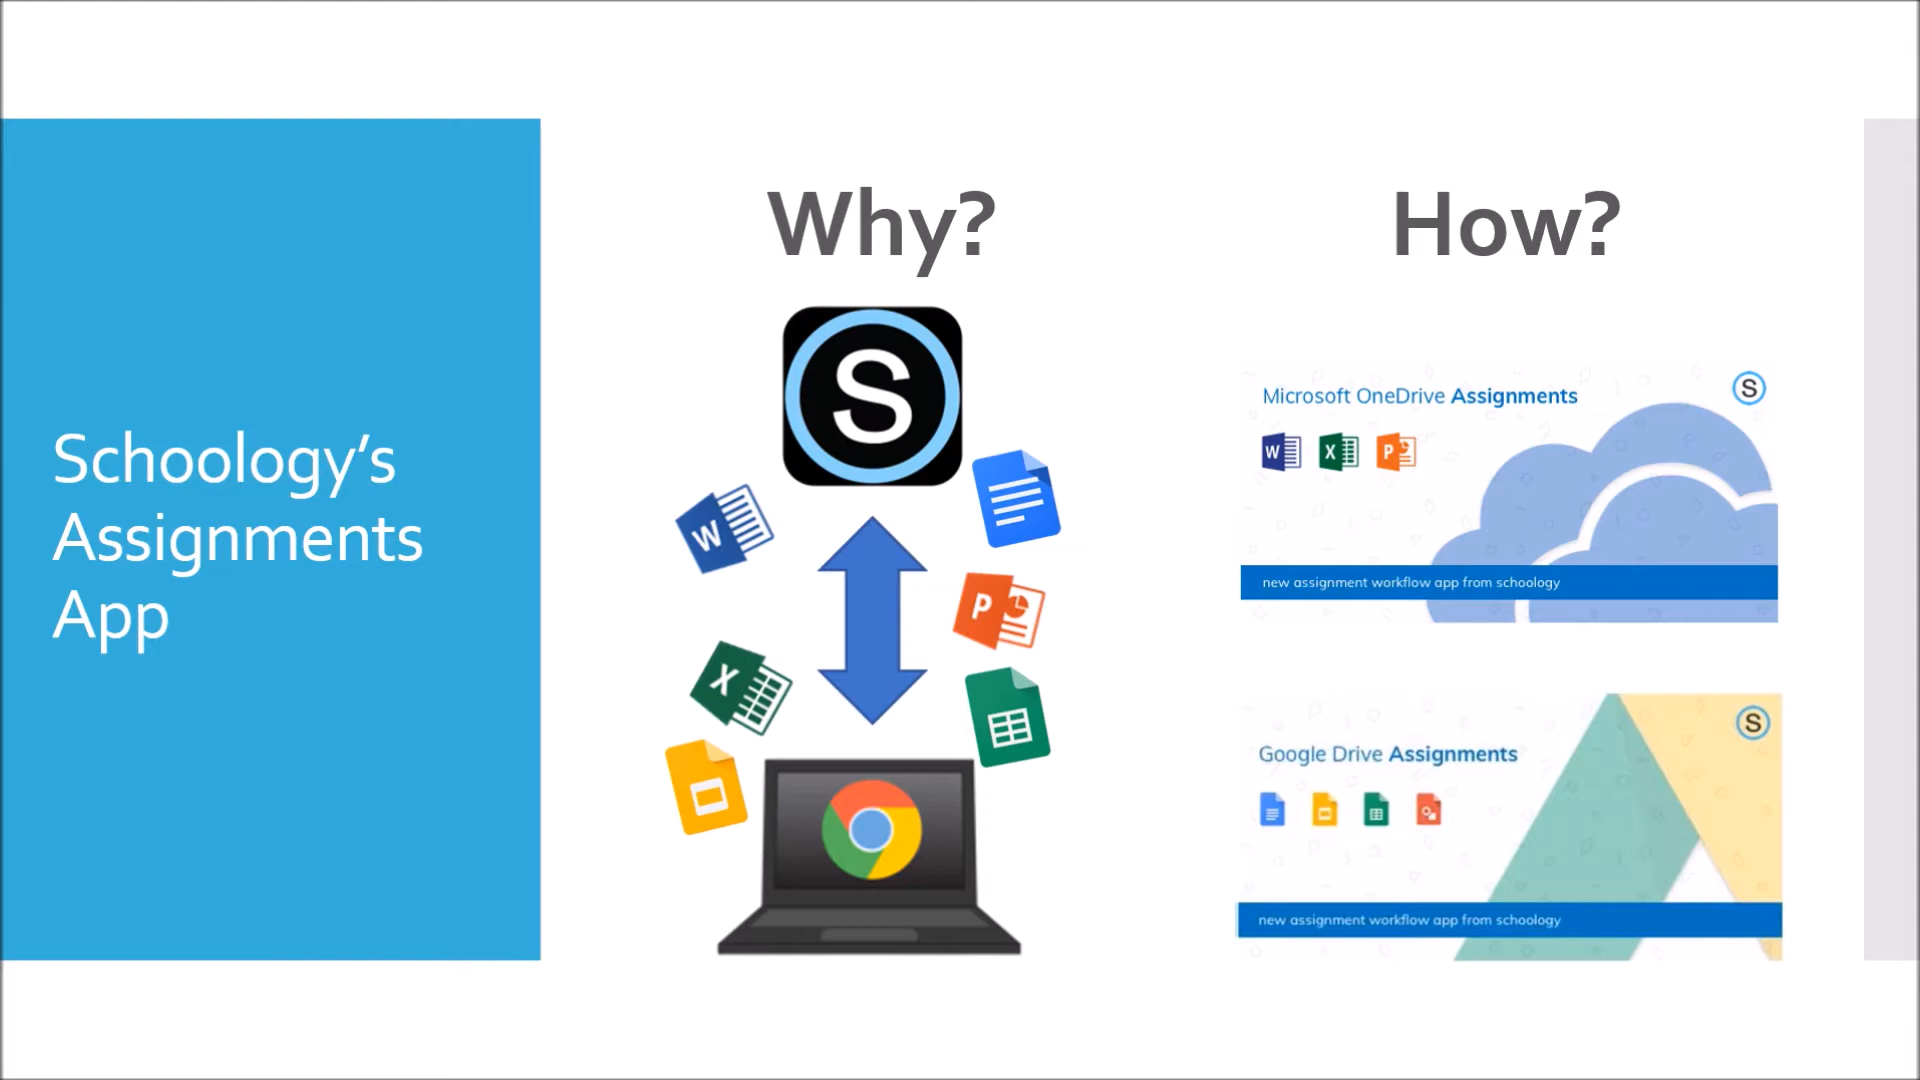 Schoology's
Assignments
App
Why?
S
W
P
X
How?
Microsoft OneDrive Assignments
S
W
X
P
new assignment workflow app from schoology
Google Drive Assignments
S
new assignment workflow app from schoology